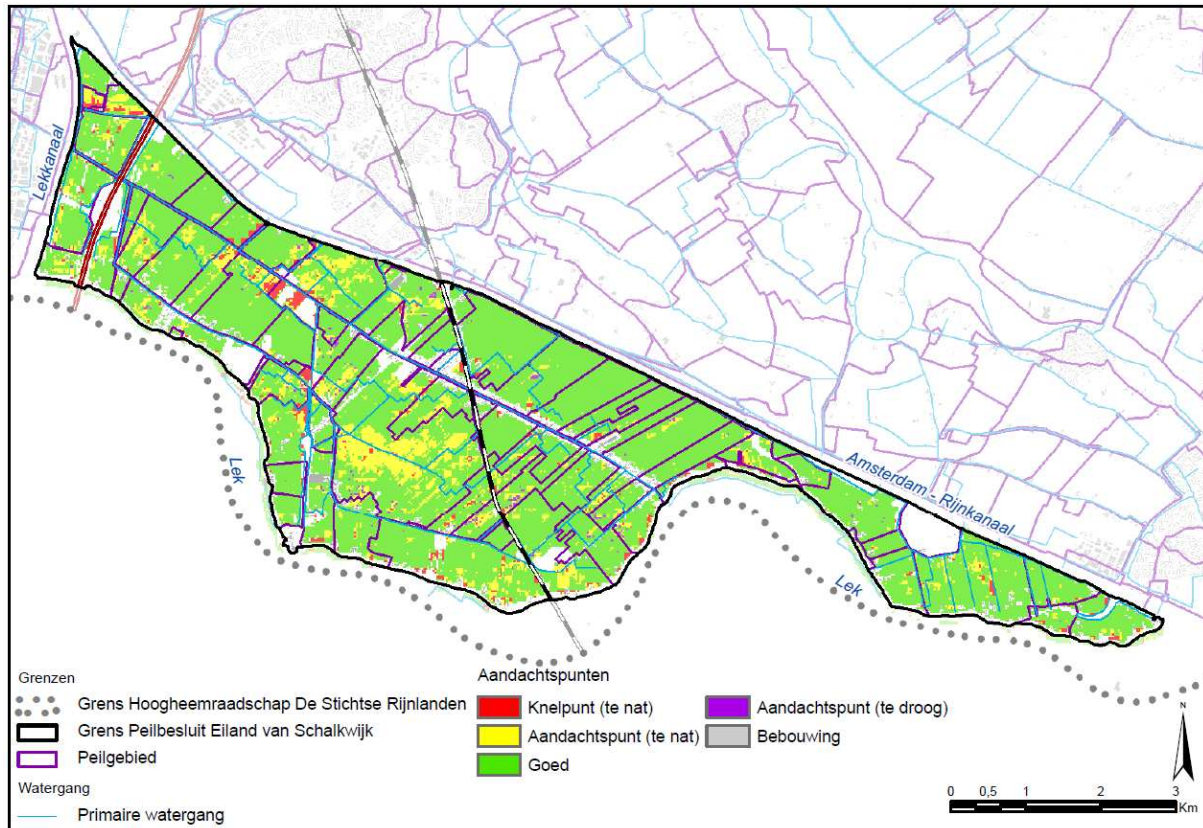 Lekkanaal
Lek
Amsterdam - Rijnkanaal
Lek
Grenzen
Grens Hoogheemraadschap De Stichtse Rijnlanden
Grens Peilbesluit Eiland van Schalkwijk
Peilgebied
Watergang
Primaire watergang
Aandachtspunten
Knelpunt (te nat)
Aandachtspunt (te nat)
Goed
Aandachtspunt (te droog)
Bebouwing
N
0 0,5 1 2 3
Km